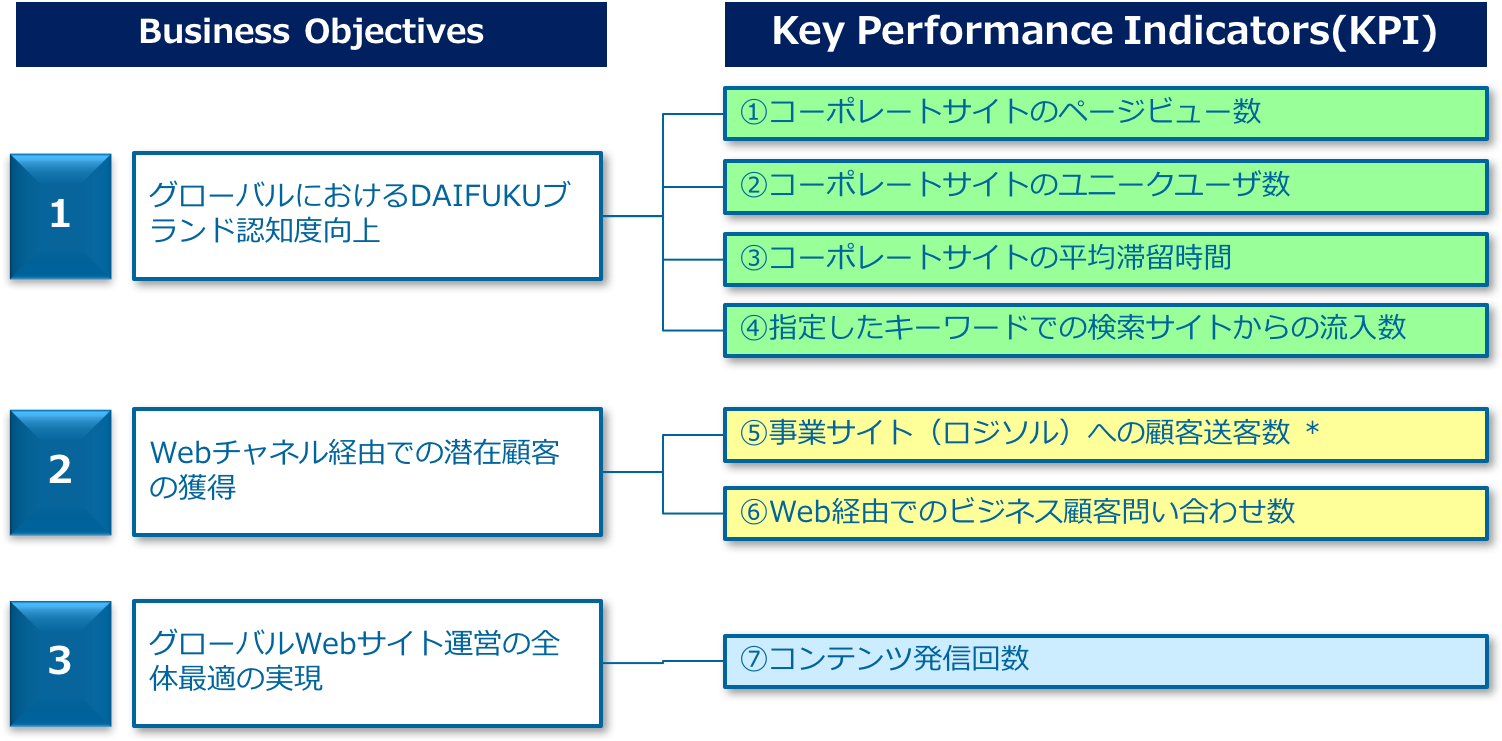 Business Objectives
Key Performance Indicators(KPI)
1
グローバルにおけるDAIFUKUブ
ランド認知度向上
①コーポレートサイトのページビュー数
②コーポレートサイトのユニークユーザ数
③コーポレートサイトの平均滞留時間
④指定したキーワードでの検索サイトからの流入数
2
Webチャネル経由での潜在顧客
の獲得
⑤事業サイト（ロジソル）への顧客送客数 *
⑥Web経由でのビジネス顧客問い合わせ数
3
グローバルWebサイト運営の全
体最適の実現
⑦コンテンツ発信回数